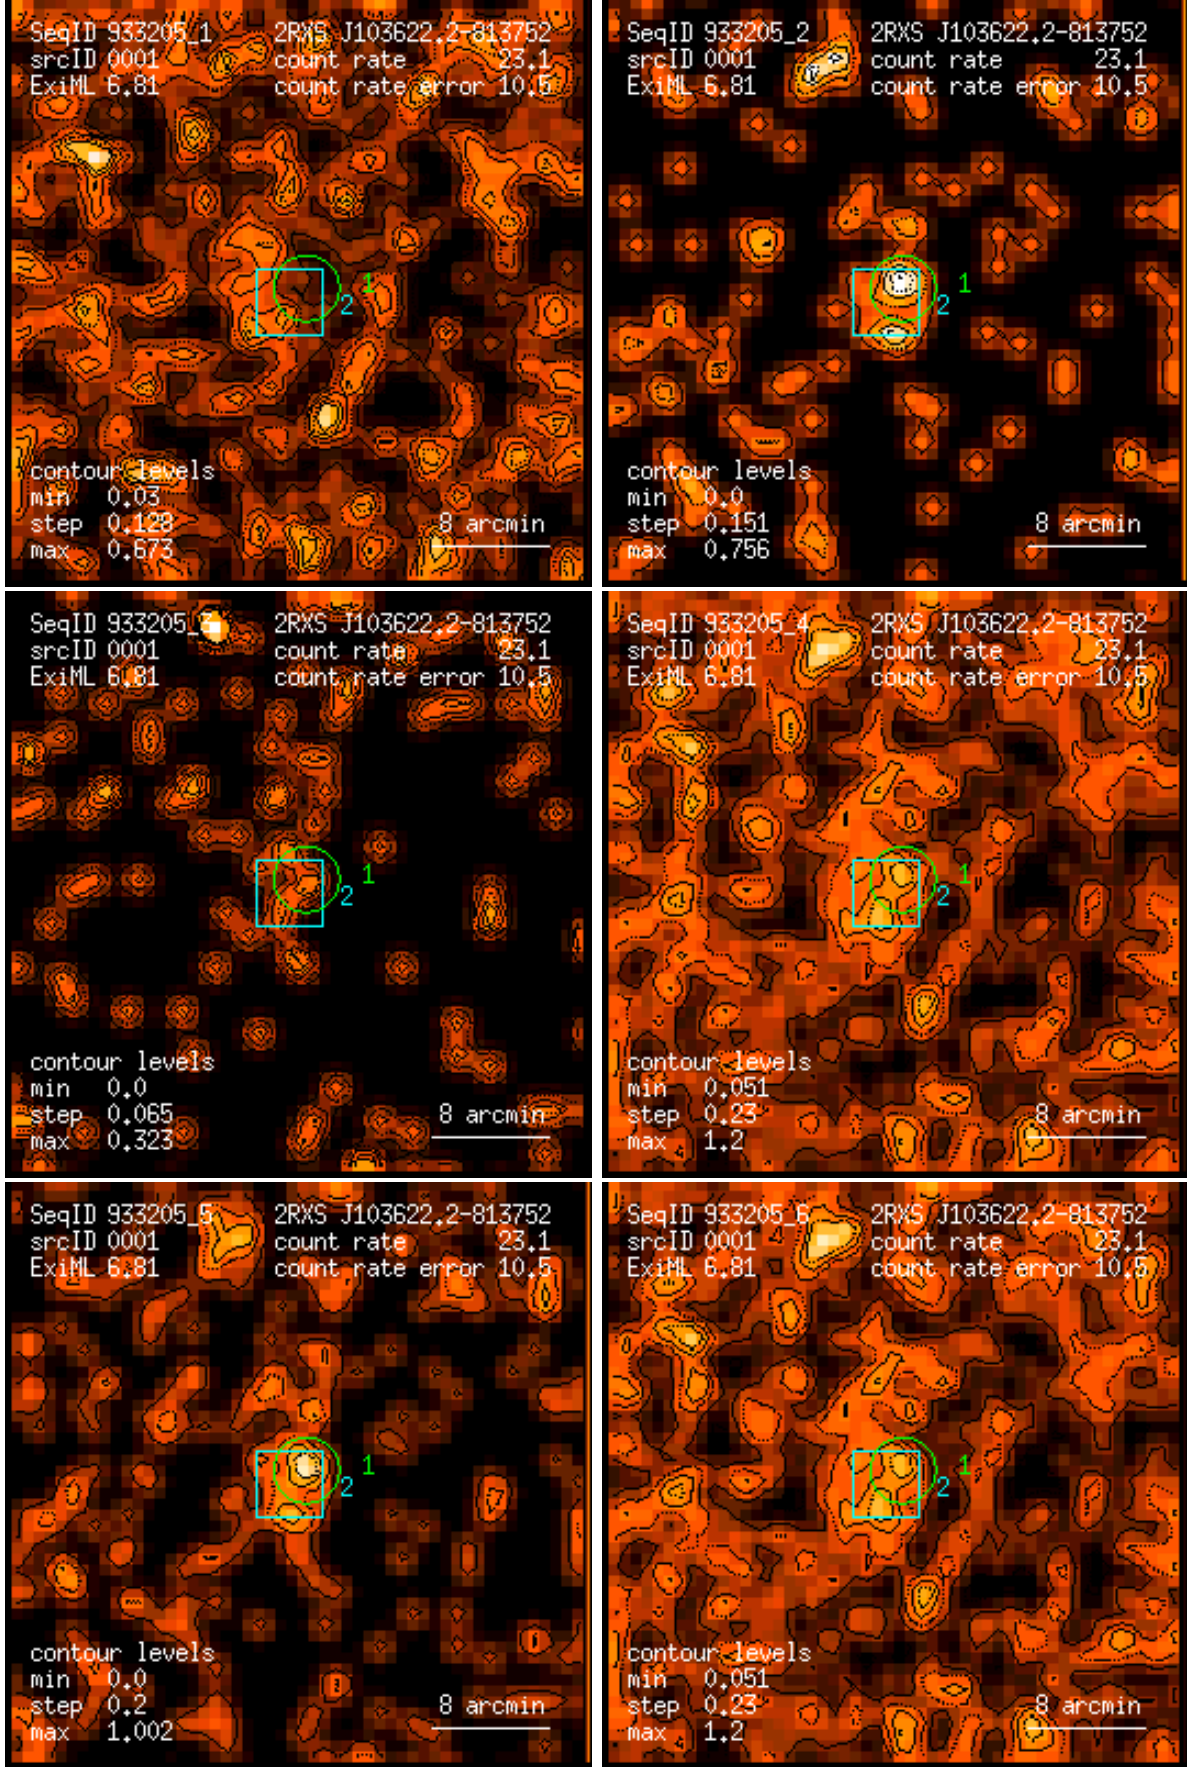 SeqID 933205_1 2RXS J103622.2-813752
srcID 0001 count rate 23.1
ExiML 6.81 count rate error 10.5
1
2
contour levels
min 0.03
step 0.128 8 arcmin
max 0.673
SeqID 933205_2 2RXS J103622.2-813752
srcID 0001 count rate 23.1
ExiML 6.81 count rate error 10.5
1
2
contour levels
min 0.0
step 0.151 8 arcmin
max 0.756
SeqID 933205_3 2RXS J103622.2-813752
srcID 0001 count rate 23.1
ExiML 6.81 count rate error 10.5
1
2
contour levels
min 0.0
step 0.065 8 arcmin
max 0.323
SeqID 933205_4 2RXS J103622.2-813752
srcID 0001 count rate 23.1
ExiML 6.81 count rate error 10.5
1
2
contour levels
min 0.051
step 0.23 8 arcmin
max 1.2
SeqID 933205_5 2RXS J103622.2-813752
srcID 0001 count rate 23.1
ExiML 6.81 count rate error 10.5
1
2
contour levels
min 0.0
step 0.2 8 arcmin
max 1.002
SeqID 933205_6 2RXS J103622.2-813752
srcID 0001 count rate 23.1
ExiML 6.81 count rate error 10.5
1
2
contour levels
min 0.051
step 0.23 8 arcmin
max 1.2